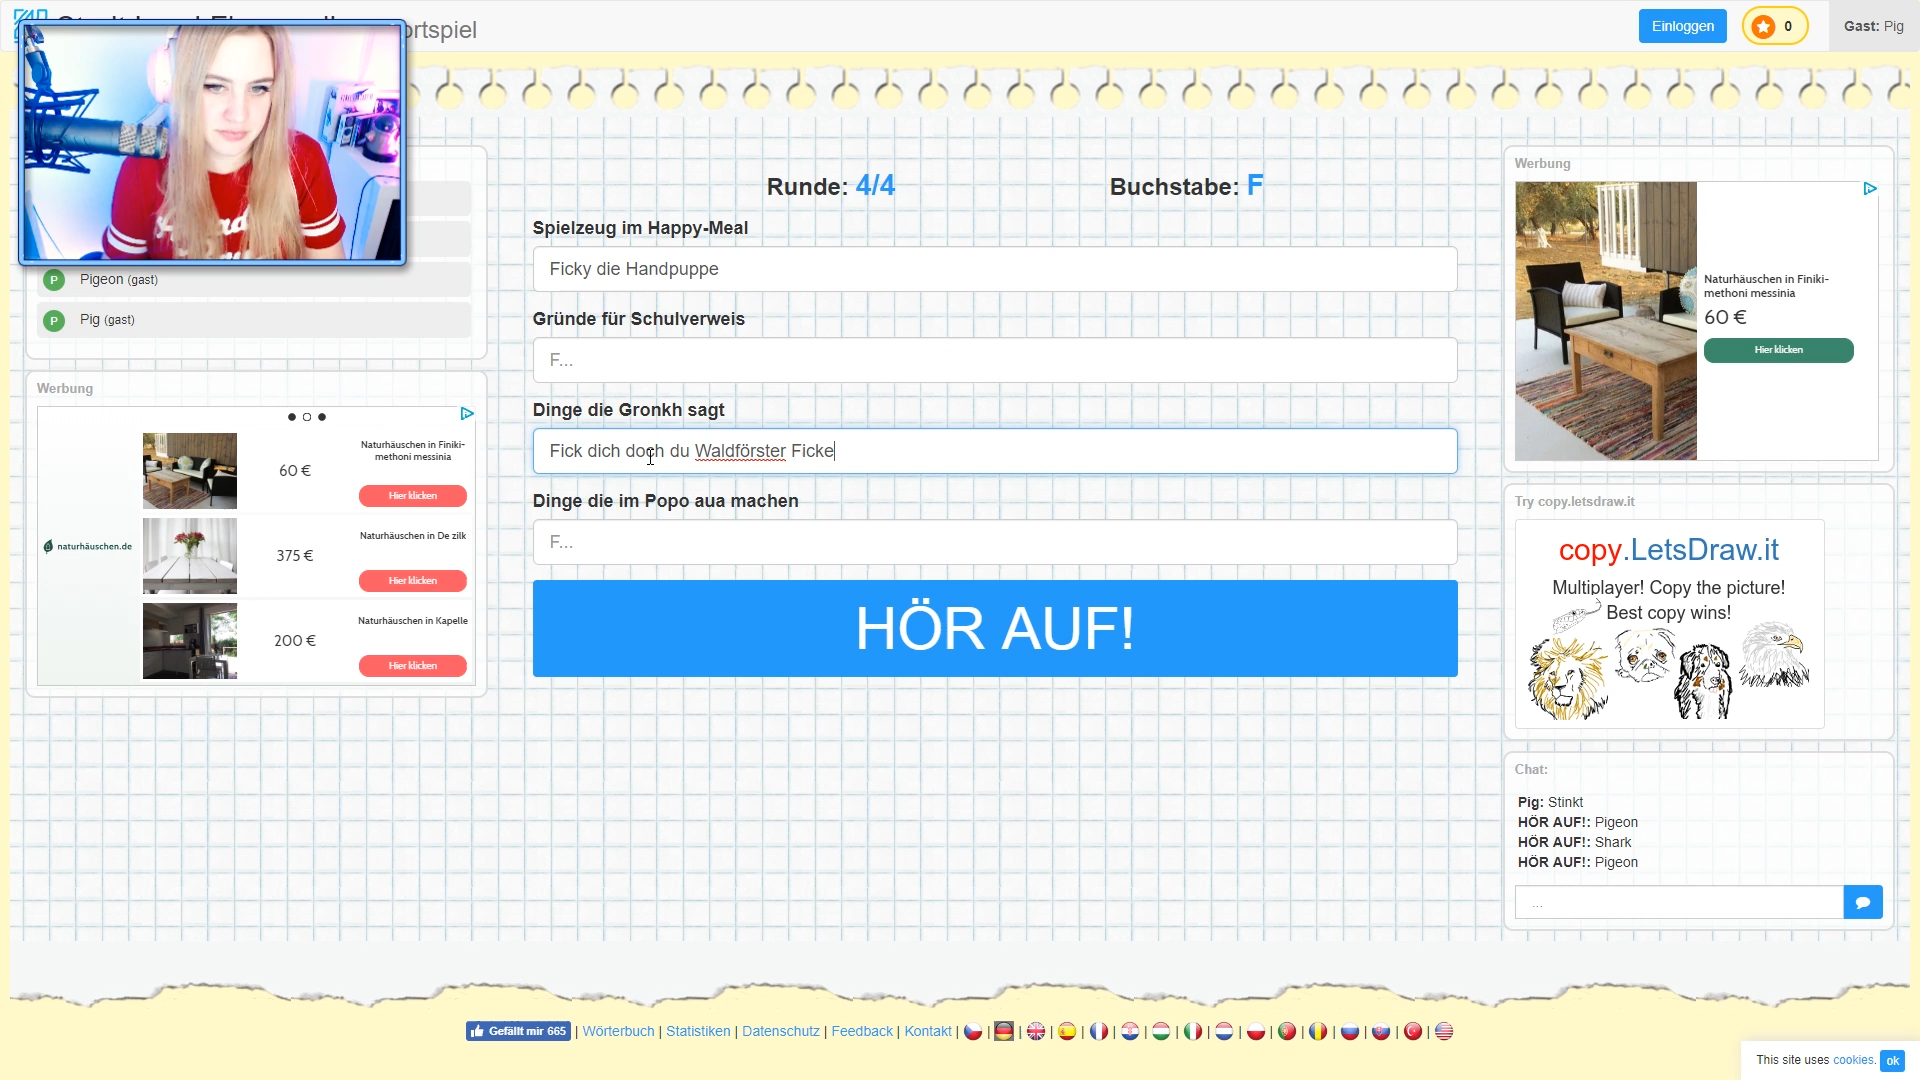 ortspiel
Einloggen
0
Gast: Pig
Runde: 4/4
Buchstabe: F
Spielzeug im Happy-Meal
Ficky die Handpuppe
Gründe für Schulverweis
F...
Dinge die Gronkh sagt
Fick dich doch du Waldförster Ficke
Dinge die im Popo aua machen
F...
HÖR AUF!
P Pigeon (gast)
P Pig (gast)
Werbung
Naturhäuschen in Finiki-
methoni messinia
60 €
Hier klicken
naturhäuschen.de
Naturhäuschen in De zilk
375 €
Hier klicken
Naturhäuschen in Kapelle
200 €
Hier klicken
Werbung
Naturhäuschen in Finiki-
methoni messinia
60 €
Hier klicken
Try copy.letsdraw.it
copy.LetsDraw.it
Multiplayer! Copy the picture!
Best copy wins!
Chat:
Pig: Stinkt
HÖR AUF!: Pigeon
HÖR AUF!: Shark
HÖR AUF!: Pigeon
...
Gefällt mir 665 | Wörterbuch | Statistiken | Datenschutz | Feedback | Kontakt |
This site uses cookies. ok